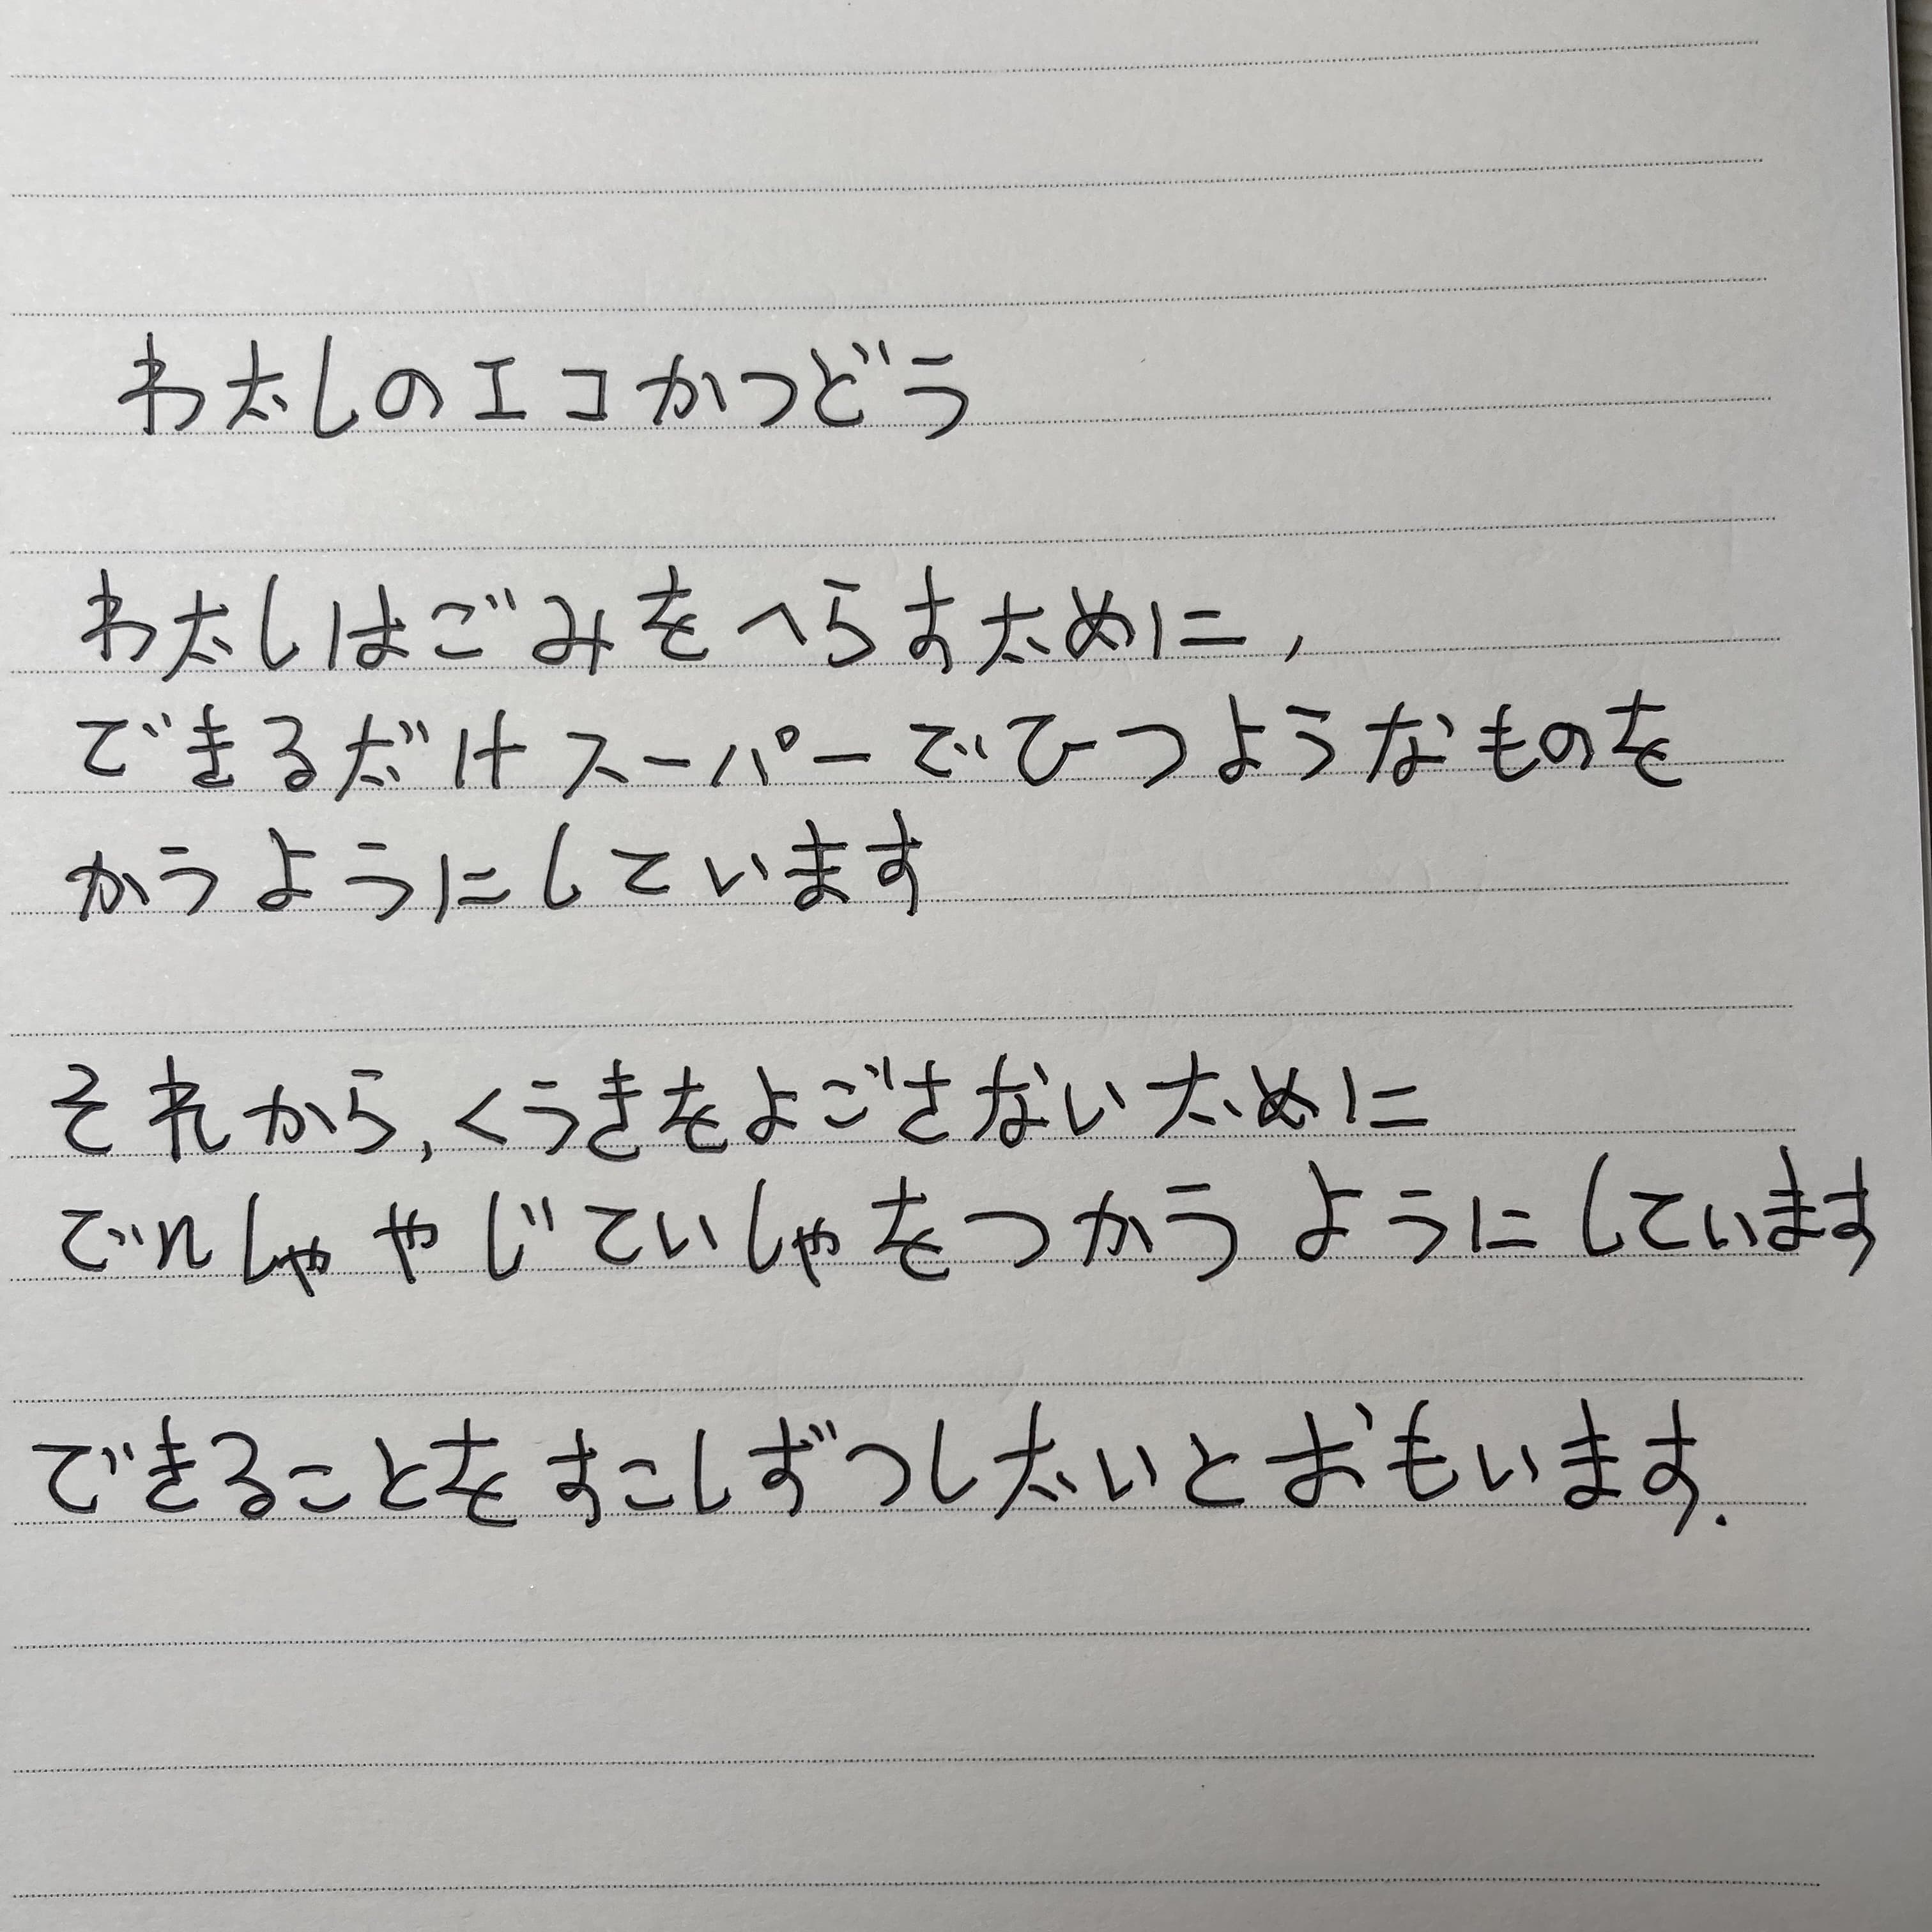 わたしのエコかつどう
わたしはごみをへらすために,
できるだけスーパーでひつようなものを
かうようにしています
それから,くうきをよごさないために
でんしゃやじていしゃをつかうようにしています
できることをすこしずつしたいとおもいます.